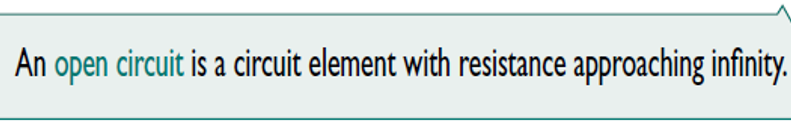 An open circuit is a circuit element with resistance approaching infinity.